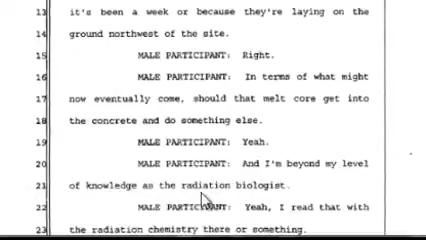 13 it's been a week or because they're laying on the
14 ground northwest of the site.
15 MALE PARTICIPANT: Right.
16 MALE PARTICIPANT: In terms of what might
17 now eventually come, should that melt core get into
18 the concrete and do something else.
19 MALE PARTICIPANT: Yeah.
20 MALE PARTICIPANT: And I'm beyond my level
21 of knowledge as the radiation biologist.
22 MALE PARTICIPANT: Yeah, I read that with
23 the radiation chemistry there or something.